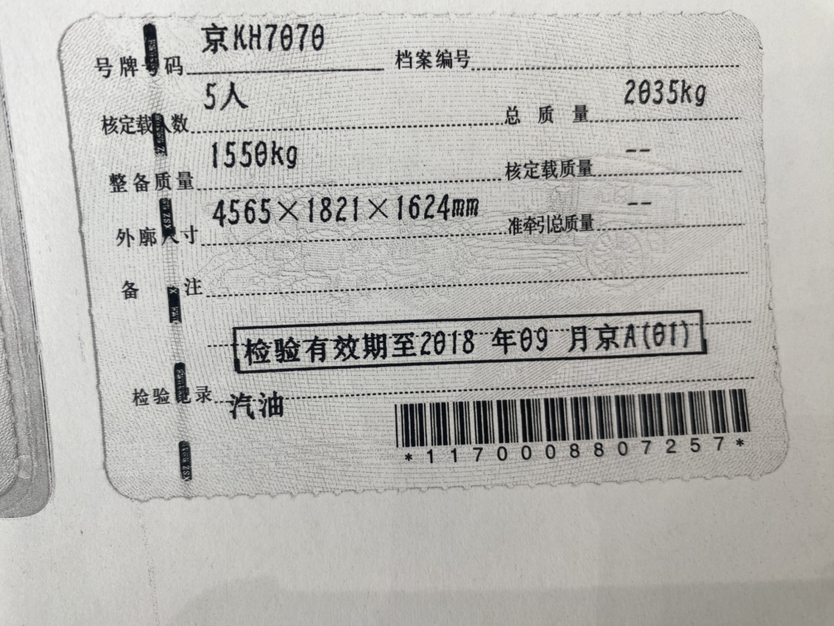 号牌号码 京KH7070 档案编号
核定载人数 5人 总质量 2035kg
整备质量 1550kg 核定载质量 --
外廓尺寸 4565×1821×1624mm 准牵引总质量 --
备注
检验有效期至2018 年09 月京A(01)
检验记录 汽油
*1170008807257*